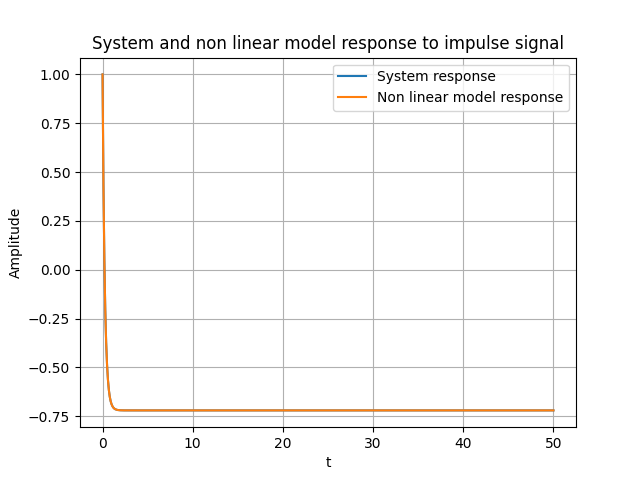 System and non linear model response to impulse signal
System response
Non linear model response
1.00
0.75
0.50
0.25
0.00
−0.25
−0.50
−0.75
Amplitude
0 10 20 30 40 50
t